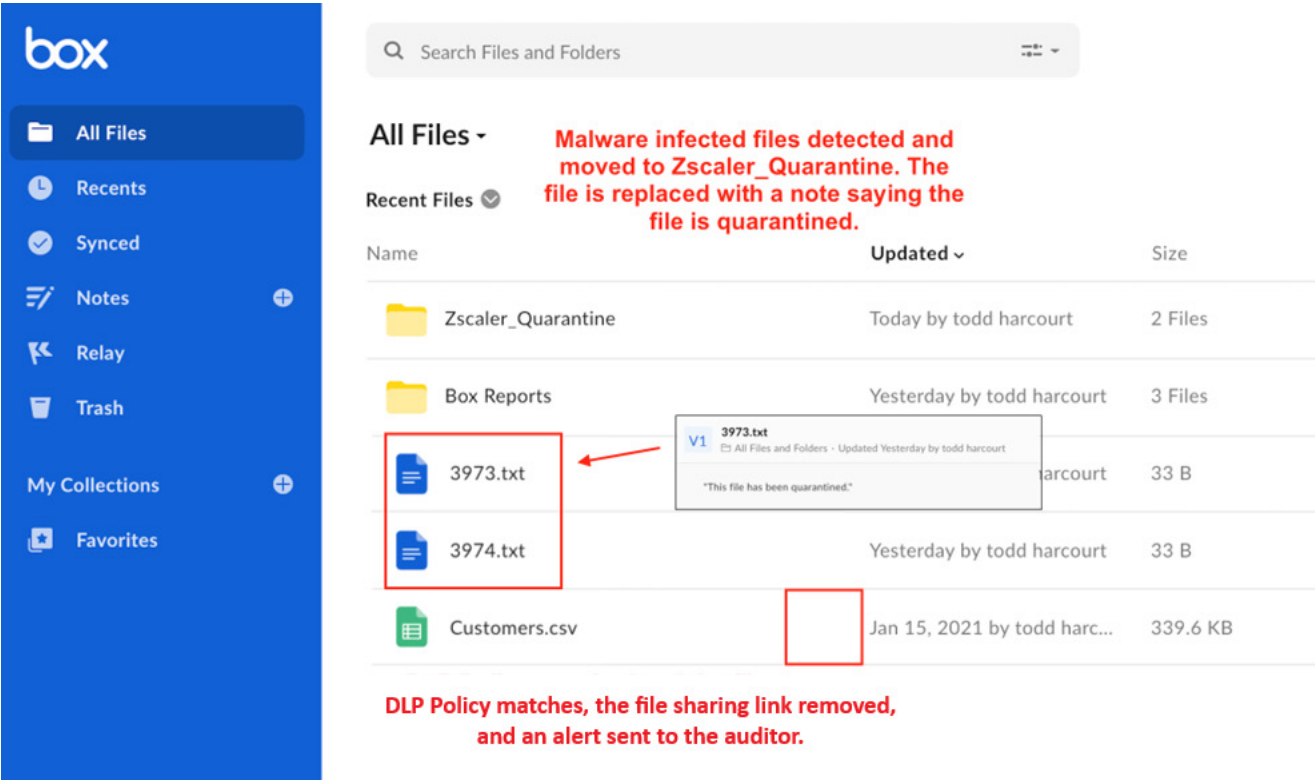 box
Search Files and Folders
All Files
Recents
Synced
Notes
Relay
Trash
My Collections
Favorites
All Files
Malware infected files detected and
moved to Zscaler_Quarantine. The
file is replaced with a note saying the
file is quarantined.
Recent Files
Name Updated Size
Zscaler_Quarantine Today by todd harcourt 2 Files
Box Reports Yesterday by todd harcourt 3 Files
3973.txt harcourt 33 B
V1 3973.txt
All Files and Folders - Updated Yesterday by todd harcourt
"This file has been quarantined."
3974.txt Yesterday by todd harcourt 33 B
Customers.csv Jan 15, 2021 by todd harc... 339.6 KB
DLP Policy matches, the file sharing link removed,
and an alert sent to the auditor.